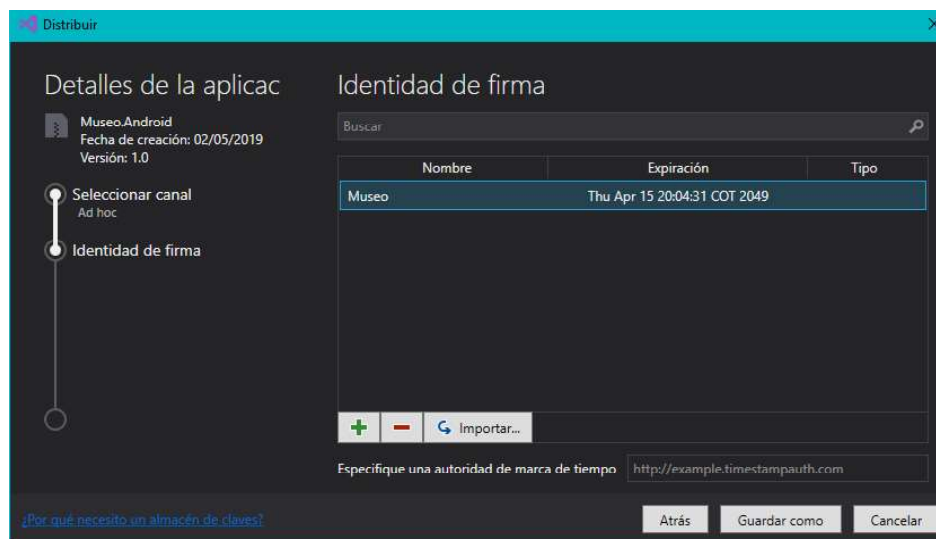 Distribuir
Detalles de la aplicac
Museo.Android
Fecha de creación: 02/05/2019
Versión: 1.0
Seleccionar canal
Ad hoc
Identidad de firma
Identidad de firma
Buscar
Nombre Expiración Tipo
Museo Thu Apr 15 20:04:31 COT 2049
Importar...
Especifique una autoridad de marca de tiempo http://example.timestampauth.com
¿Por qué necesito un almacén de claves?
Atrás Guardar como Cancelar